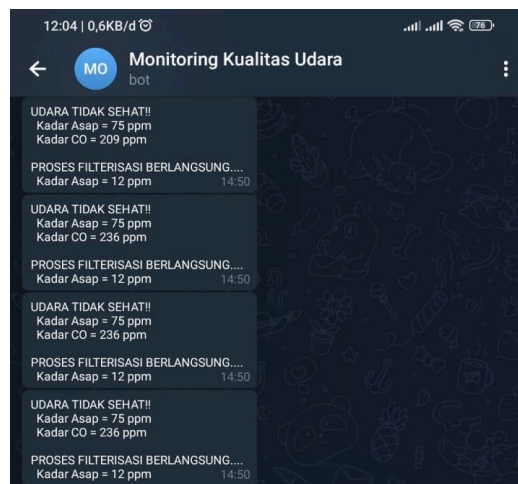 12:04 | 0,6KB/d
76
MO
Monitoring Kualitas Udara
bot
UDARA TIDAK SEHAT!!
Kadar Asap = 75 ppm
Kadar CO = 209 ppm
PROSES FILTERISASI BERLANGSUNG....
Kadar Asap = 12 ppm 14:50
UDARA TIDAK SEHAT!!
Kadar Asap = 75 ppm
Kadar CO = 236 ppm
PROSES FILTERISASI BERLANGSUNG....
Kadar Asap = 12 ppm 14:50
UDARA TIDAK SEHAT!!
Kadar Asap = 75 ppm
Kadar CO = 236 ppm
PROSES FILTERISASI BERLANGSUNG....
Kadar Asap = 12 ppm 14:50
UDARA TIDAK SEHAT!!
Kadar Asap = 75 ppm
Kadar CO = 236 ppm
PROSES FILTERISASI BERLANGSUNG....
Kadar Asap = 12 ppm 14:50